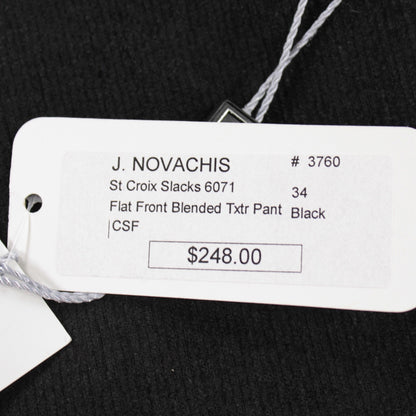 J. NOVACHIS # 3760
St Croix Slacks 6071 34
Flat Front Blended Txtr Pant Black
CSF
$248.00